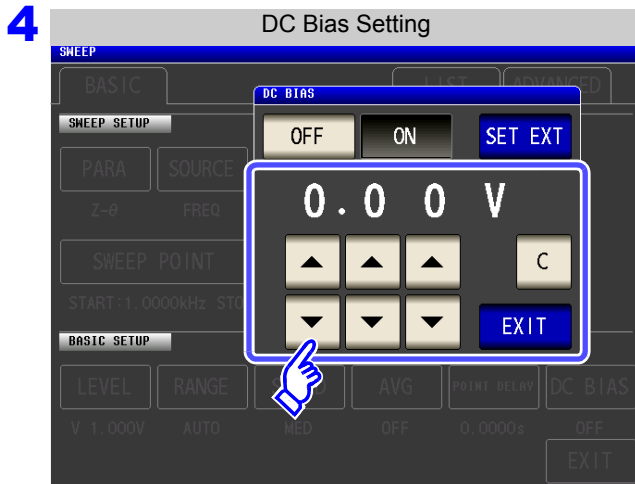 4
DC Bias Setting
SWEEP
BASIC
LIST
ADVANCED
DC BIAS
SWEEP SETUP
OFF
ON
SET EXT
PARA
SOURCE
0.00 V
Z-θ
FREQ
SWEEP POINT
C
START:1.0000kHz STO
EXIT
BASIC SETUP
LEVEL
RANGE
AVG
POINT DELAY
DC BIAS
V 1.000V
AUTO
MED
OFF
0.0000s
OFF
EXIT